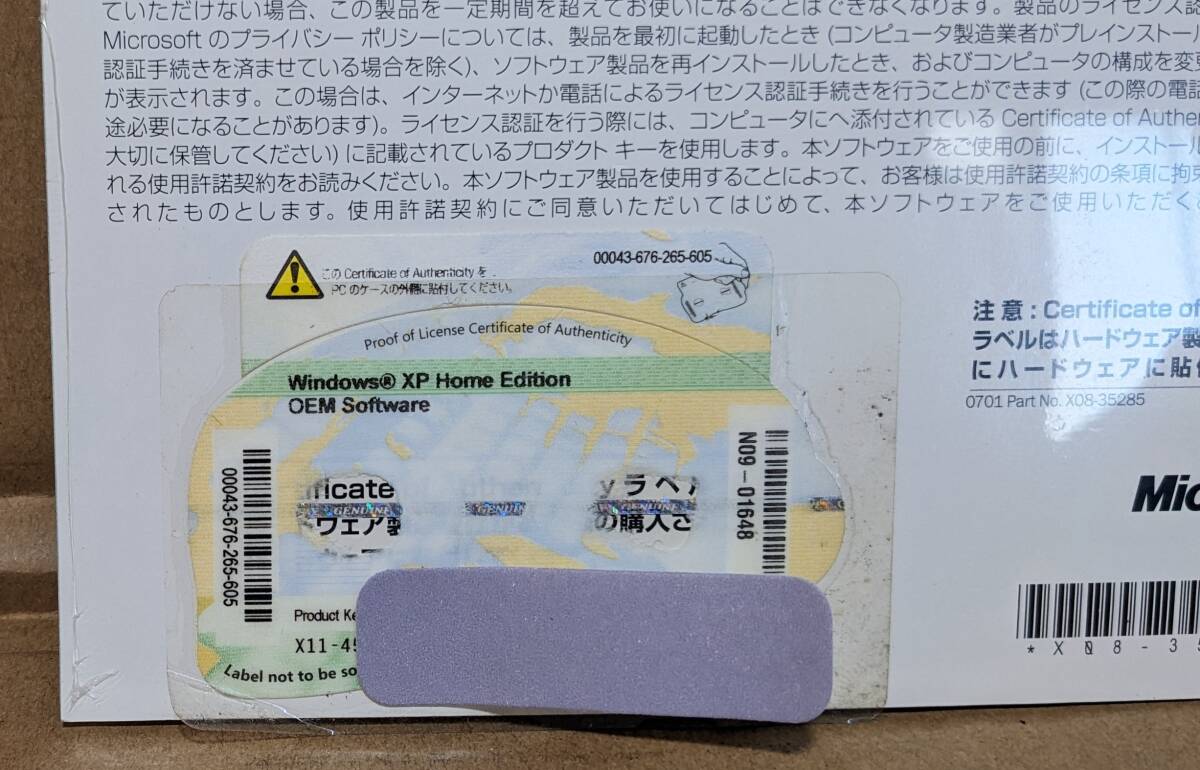 ていただけない場合、この製品を一定期間を超えてお使いになることはできなくなります。製品のライセンス認
Microsoft のプライバシー ポリシーについては、製品を最初に起動したとき (コンピュータ製造業者がプレインストー
認証手続きを済ませている場合を除く)、ソフトウェア製品を再インストールしたとき、およびコンピュータの構成を変更
が表示されます。この場合は、インターネットか電話によるライセンス認証手続きを行うことができます (この際の電話
途必要になることがあります)。ライセンス認証を行う際には、コンピュータにへ添付されている Certificate of Authen
大切に保管してください) に記載されているプロダクト キーを使用します。本ソフトウェアをご使用の前に、インストール
れる使用許諾契約をお読みください。本ソフトウェア製品を使用することによって、お客様は使用許諾契約の条項に拘束
されたものとします。使用許諾契約にご同意いただいてはじめて、本ソフトウェアをご使用いただく
この Certificate of Authenticity を
PC のケースの外側に貼付してください。
00043-676-265-605
Proof of License Certificate of Authenticity
Windows® XP Home Edition
OEM Software
00043-676-265-605
N09-01648
ificate
GENUINE
ウェア製
GENUIN
y ラベル
GENUINE
の購入さ
Product Ke
X11-45
Label not to be so
注意 : Certificate of
ラベルはハードウェア製
にハードウェアに貼付
0701 Part No. X08-35285
Mic
*X08-35